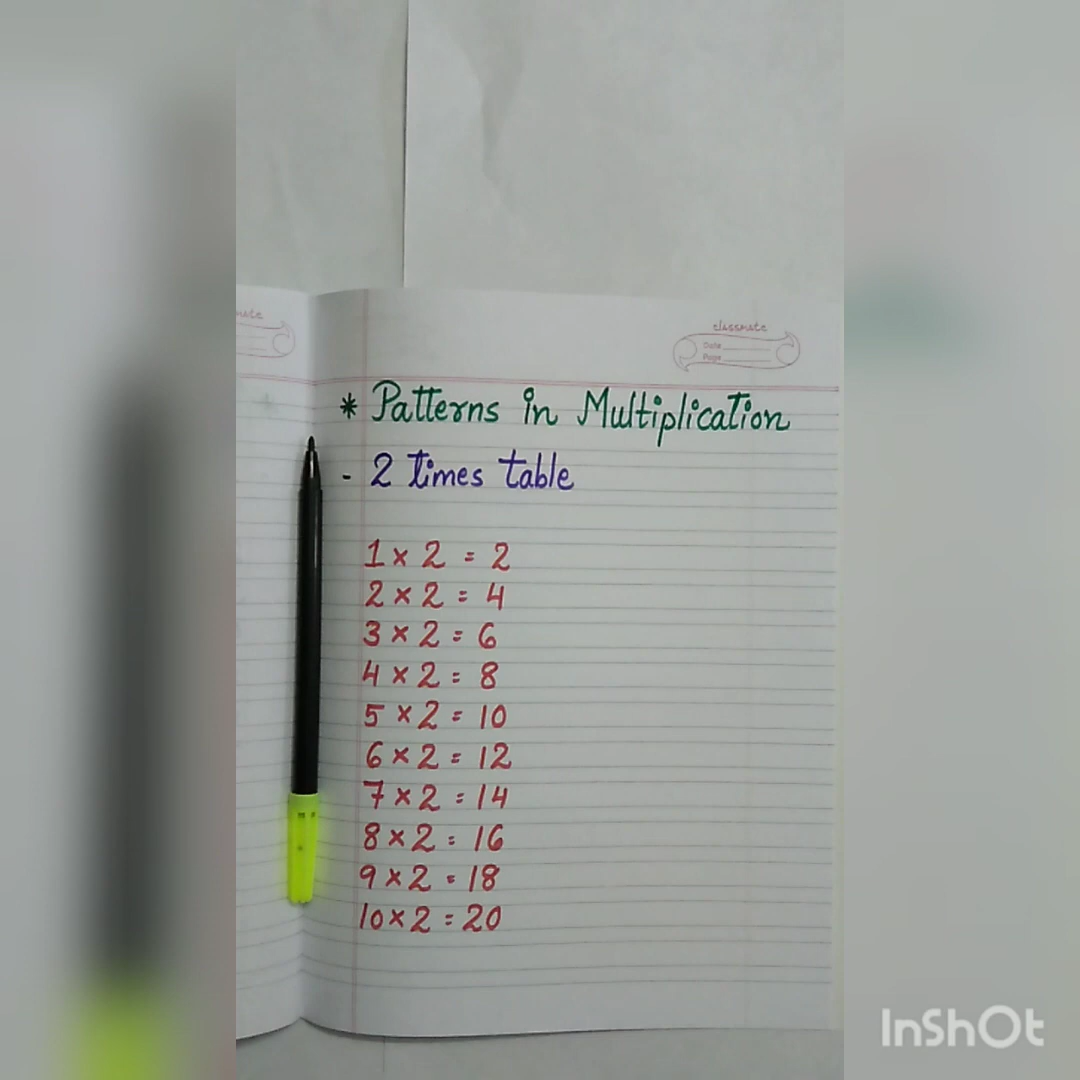 classmate
Date
Page
* Patterns in Multiplication
- 2 times table
1 × 2 = 2
2 × 2 = 4
3 × 2 = 6
4 × 2 = 8
5 × 2 = 10
6 × 2 = 12
7 × 2 = 14
8 × 2 = 16
9 × 2 = 18
10 × 2 = 20
InShOt